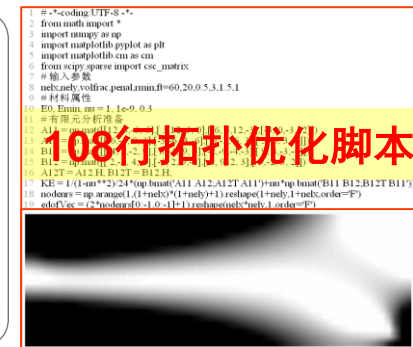 1 # -*-coding:UTF-8 -*-
2 from math import *
3 import numpy as np
4 import matplotlib.pyplot as plt
5 import matplotlib.cm as cm
6 from scipy.sparse import csc_matrix
7 #输入参数
8 nelx,nely,volfrac,penal,rmin,ft=60,20,0.5,3,1.5,1
9 #材料属性
10 E0, Emin, nu = 1, 1e-9, 0.3
11 #有限元分析准备
12 A11
108行拓扑优化脚本
16 A12T = A12.H; B12T = B12.H;
17 KE = 1/(1-nu**2)/24*(np.bmat('A11 A12;A12T A11')+nu*np.bmat('B11 B12;B12T B11'))
18 nodenrs = np.arange(1,(1+nelx)*(1+nely)+1).reshape(1+nely,1+nelx,order='F')
19 edofVec = (2*nodenrs[0:-1,0:-1]+1).reshape(nelx*nely,1,order='F')